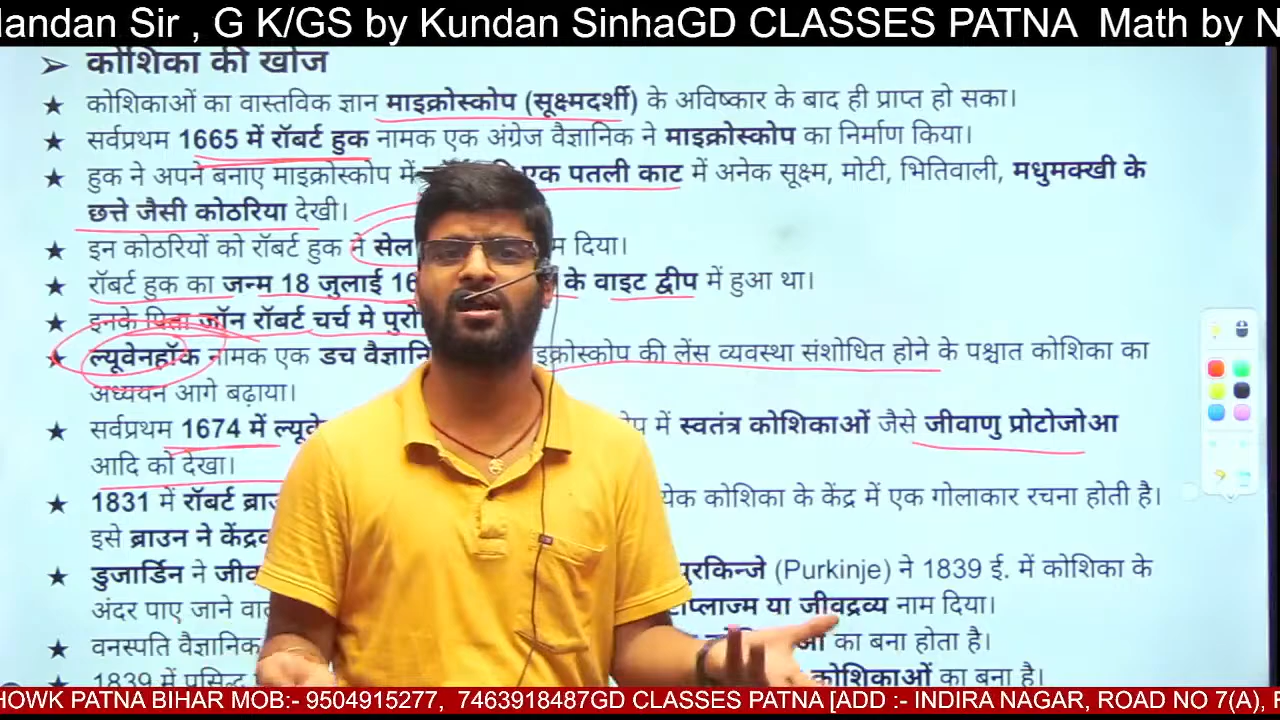 Nandan Sir , G K/GS by Kundan SinhaGD CLASSES PATNA Math by N
➢ कोशिका की खोज
★ कोशिकाओं का वास्तविक ज्ञान माइक्रोस्कोप (सूक्ष्मदर्शी) के अविष्कार के बाद ही प्राप्त हो सका।
★ सर्वप्रथम 1665 में रॉबर्ट हुक नामक एक अंग्रेज वैज्ञानिक ने माइक्रोस्कोप का निर्माण किया।
★ हुक ने अपने बनाए माइक्रोस्कोप में एक पतली काट में अनेक सूक्ष्म, मोटी, भितिवाली, मधुमक्खी के
छत्ते जैसी कोठरिया देखी।
★ इन कोठरियों को रॉबर्ट हुक ने सेल म दिया।
★ रॉबर्ट हुक का जन्म 18 जुलाई 16 के वाइट द्वीप में हुआ था।
★ इनके पिता जॉन रॉबर्ट चर्च मे पुरो
★ ल्यूवेनहॉक नामक एक डच वैज्ञानि इक्रोस्कोप की लेंस व्यवस्था संशोधित होने के पश्चात कोशिका का
अध्ययन आगे बढ़ाया।
★ सर्वप्रथम 1674 में ल्यूवे प में स्वतंत्र कोशिकाओं जैसे जीवाणु प्रोटोजोआ
आदि को देखा।
★ 1831 में रॉबर्ट ब्रा येक कोशिका के केंद्र में एक गोलाकार रचना होती है।
इसे ब्राउन ने केंद्र
★ डुजार्डिन ने जीव पुरकिन्जे (Purkinje) ने 1839 ई. में कोशिका के
अंदर पाए जाने वा टोप्लाज्म या जीवद्रव्य नाम दिया।
★ वनस्पति वैज्ञानिक का बना होता है।
★ 1839 में प्रसिद्ध कोशिकाओं का बना है।
HOWK PATNA BIHAR MOB:- 9504915277, 7463918487GD CLASSES PATNA [ADD :- INDIRA NAGAR, ROAD NO 7(A),